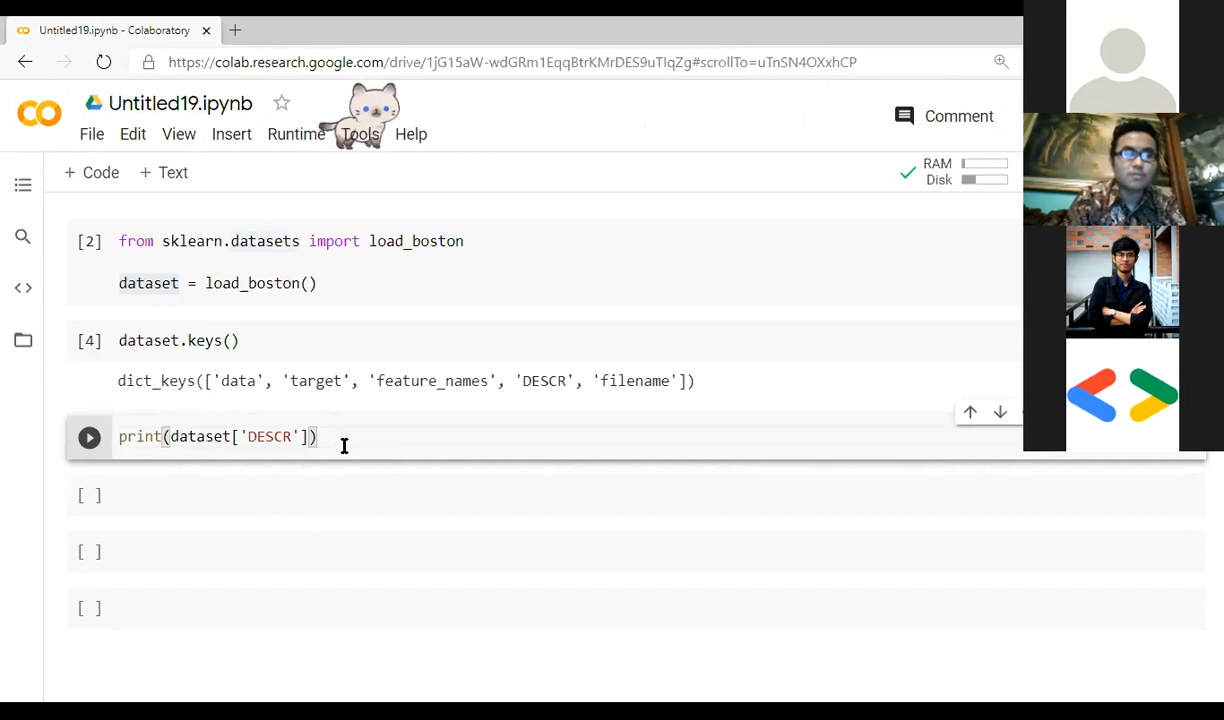 Untitled19.ipynb - Colaboratory
https://colab.research.google.com/drive/1jG15aW-wdGRm1EqqBtrKMrDES9uTlqZg#scrollTo=uTnSN4OXxhCP
Untitled19.ipynb
File Edit View Insert Runtime Tools Help
Comment
+ Code + Text
RAM
Disk
[2] from sklearn.datasets import load_boston
dataset = load_boston()
[4] dataset.keys()
dict_keys(['data', 'target', 'feature_names', 'DESCR', 'filename'])
print(dataset['DESCR'])
[ ]
[ ]
[ ]